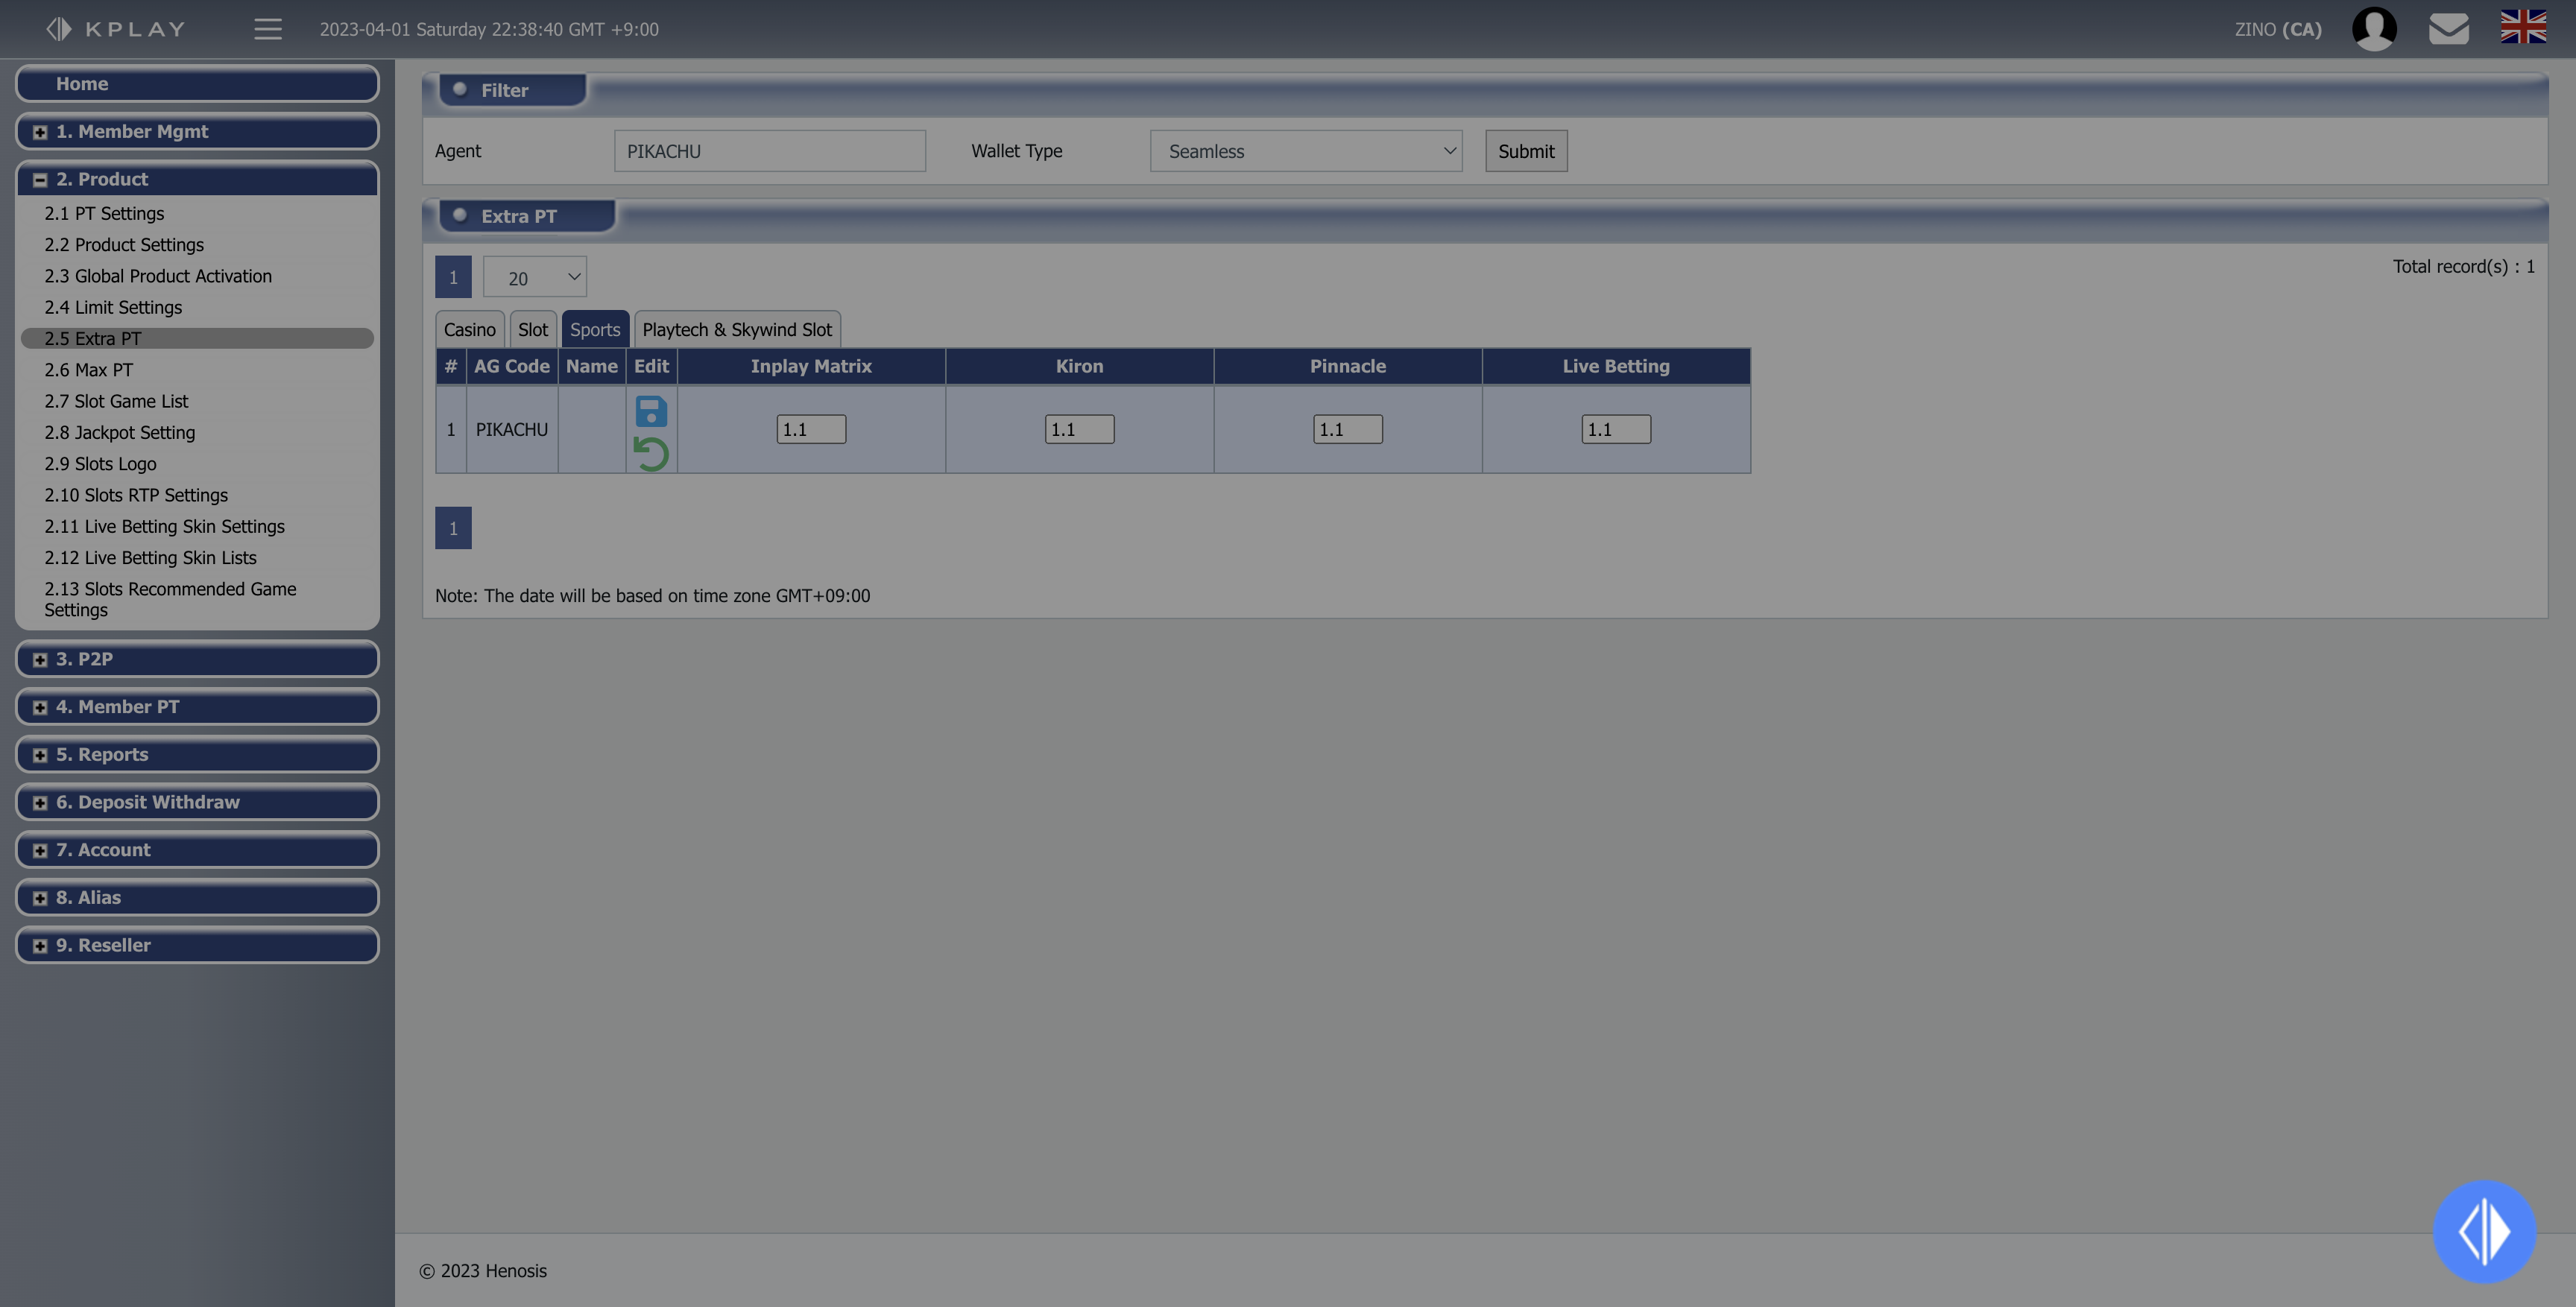 KPLAY
2023-04-01 Saturday 22:38:40 GMT +9:00
ZINO (CA)
Home
1. Member Mgmt
2. Product
2.1 PT Settings
2.2 Product Settings
2.3 Global Product Activation
2.4 Limit Settings
2.5 Extra PT
2.6 Max PT
2.7 Slot Game List
2.8 Jackpot Setting
2.9 Slots Logo
2.10 Slots RTP Settings
2.11 Live Betting Skin Settings
2.12 Live Betting Skin Lists
2.13 Slots Recommended Game
Settings
3. P2P
4. Member PT
5. Reports
6. Deposit Withdraw
7. Account
8. Alias
9. Reseller
Filter
Agent PIKACHU Wallet Type Seamless Submit
Extra PT
1 20 Total record(s) : 1
Casino Slot Sports Playtech & Skywind Slot
# AG Code Name Edit Inplay Matrix Kiron Pinnacle Live Betting
1 PIKACHU 1.1 1.1 1.1 1.1
1
Note: The date will be based on time zone GMT+09:00
© 2023 Henosis